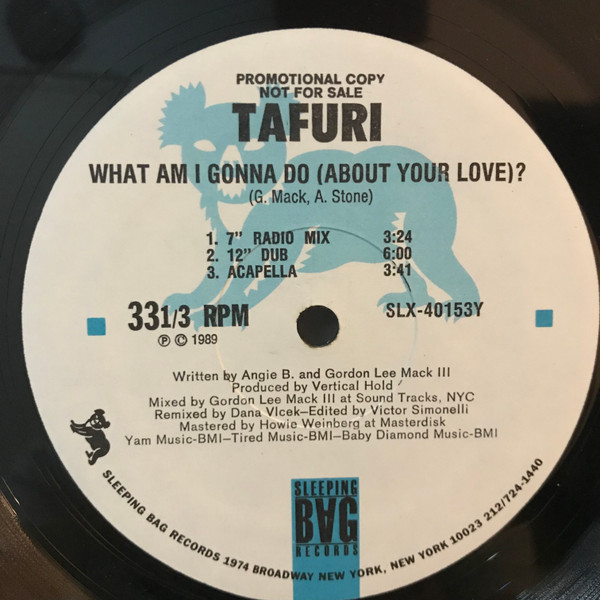 PROMOTIONAL COPY
NOT FOR SALE
TAFURI
WHAT AM I GONNA DO (ABOUT YOUR LOVE)?
(G. Mack, A. Stone)
1. 7" RADIO MIX 3:24
2. 12" DUB 6:00
3. ACAPELLA 3:41
33 1/3 RPM
SLX-40153Y
℗ © 1989
Written by Angie B. and Gordon Lee Mack III
Produced by Vertical Hold
Mixed by Gordon Lee Mack III at Sound Tracks, NYC
Remixed by Dana Vlcek–Edited by Victor Simonelli
Mastered by Howie Weinberg at Masterdisk
Yam Music-BMI–Tired Music-BMI–Baby Diamond Music-BMI
SLEEPING
BAG
RECORDS
SLEEPING BAG RECORDS 1974 BROADWAY NEW YORK, NEW YORK 10023 212/724-1440